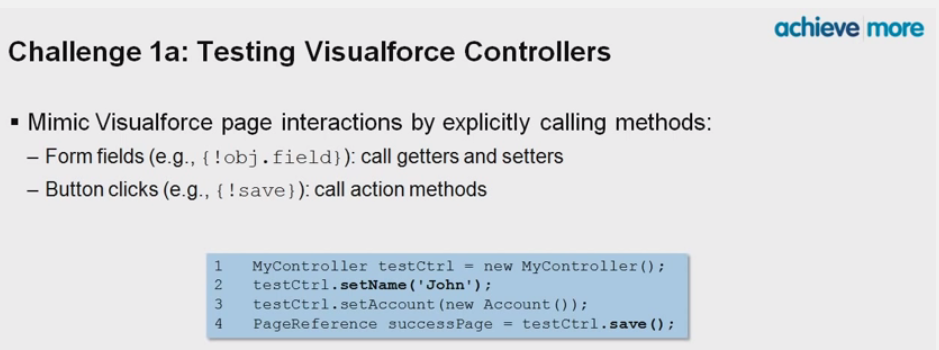 achieve more
Challenge 1a: Testing Visualforce Controllers
▪ Mimic Visualforce page interactions by explicitly calling methods:
– Form fields (e.g., {!obj.field}): call getters and setters
– Button clicks (e.g., {!save}): call action methods
1 MyController testCtrl = new MyController();
2 testCtrl.setName('John');
3 testCtrl.setAccount(new Account());
4 PageReference successPage = testCtrl.save();